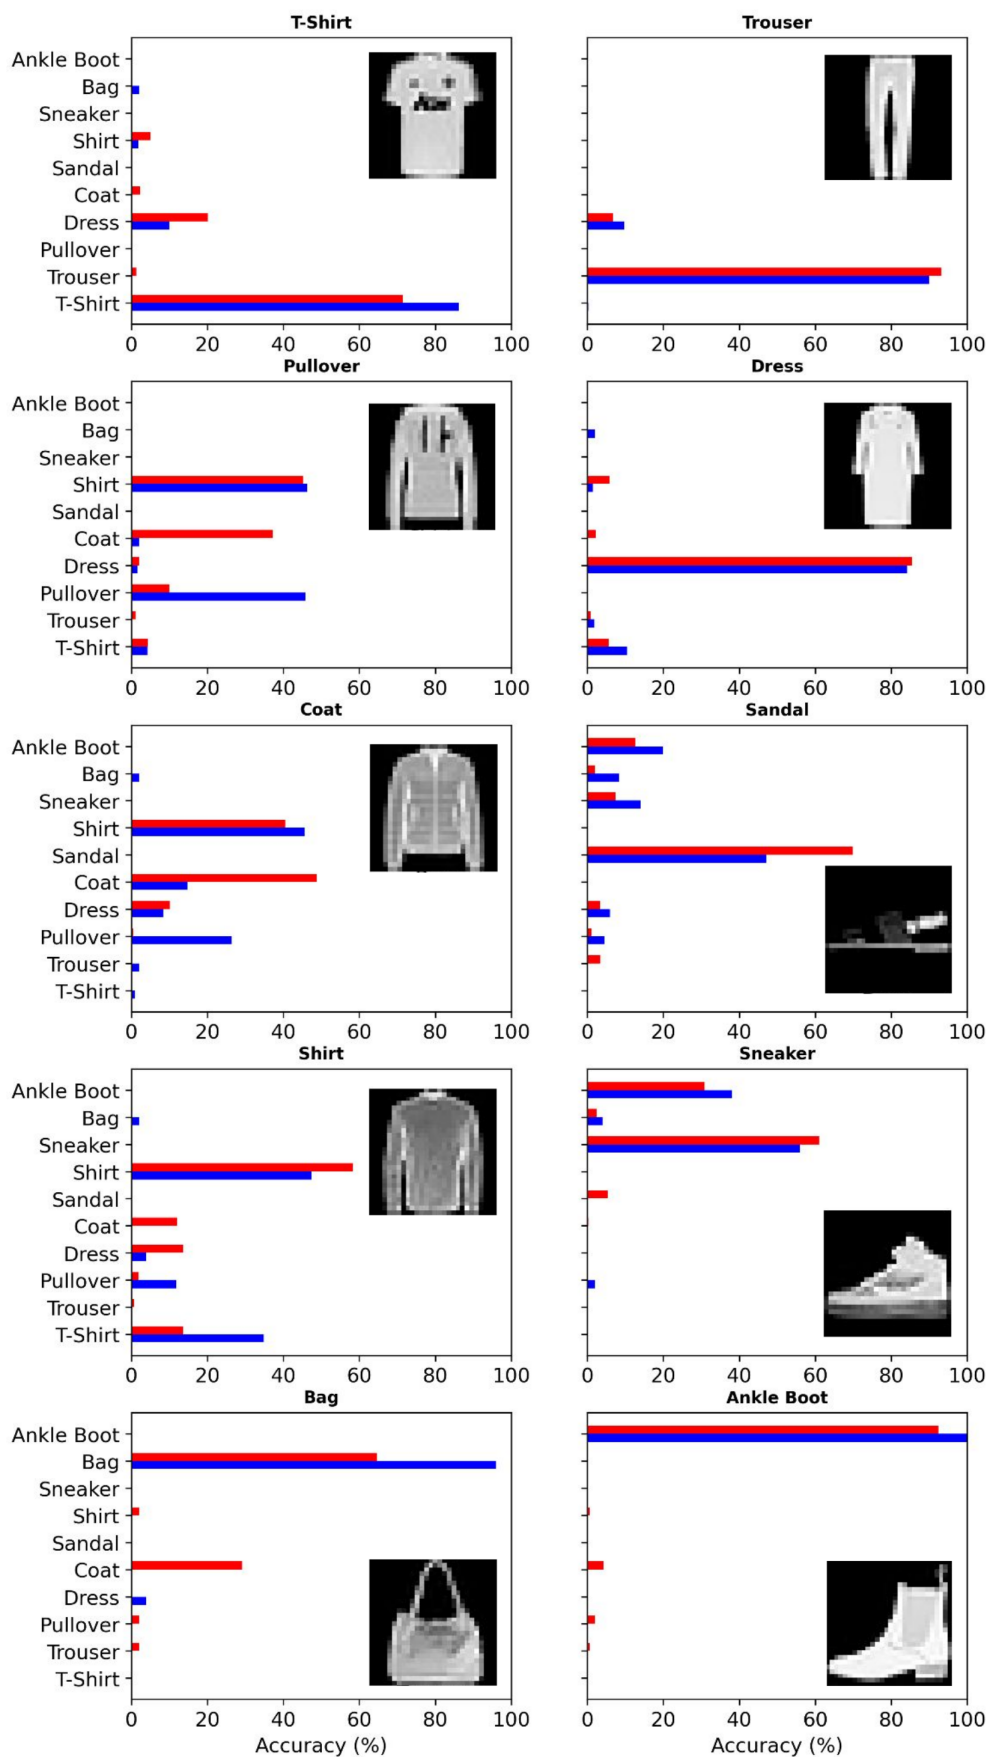 T-Shirt
Trouser
Ankle Boot
Bag
Sneaker
Shirt
Sandal
Coat
Dress
Pullover
Trouser
T-Shirt
0 20 40 60 80 100
0 20 40 60 80 100
Pullover
Dress
Ankle Boot
Bag
Sneaker
Shirt
Sandal
Coat
Dress
Pullover
Trouser
T-Shirt
0 20 40 60 80 100
0 20 40 60 80 100
Coat
Sandal
Ankle Boot
Bag
Sneaker
Shirt
Sandal
Coat
Dress
Pullover
Trouser
T-Shirt
0 20 40 60 80 100
0 20 40 60 80 100
Shirt
Sneaker
Ankle Boot
Bag
Sneaker
Shirt
Sandal
Coat
Dress
Pullover
Trouser
T-Shirt
0 20 40 60 80 100
0 20 40 60 80 100
Bag
Ankle Boot
Ankle Boot
Bag
Sneaker
Shirt
Sandal
Coat
Dress
Pullover
Trouser
T-Shirt
0 20 40 60 80 100
0 20 40 60 80 100
Accuracy (%)
Accuracy (%)